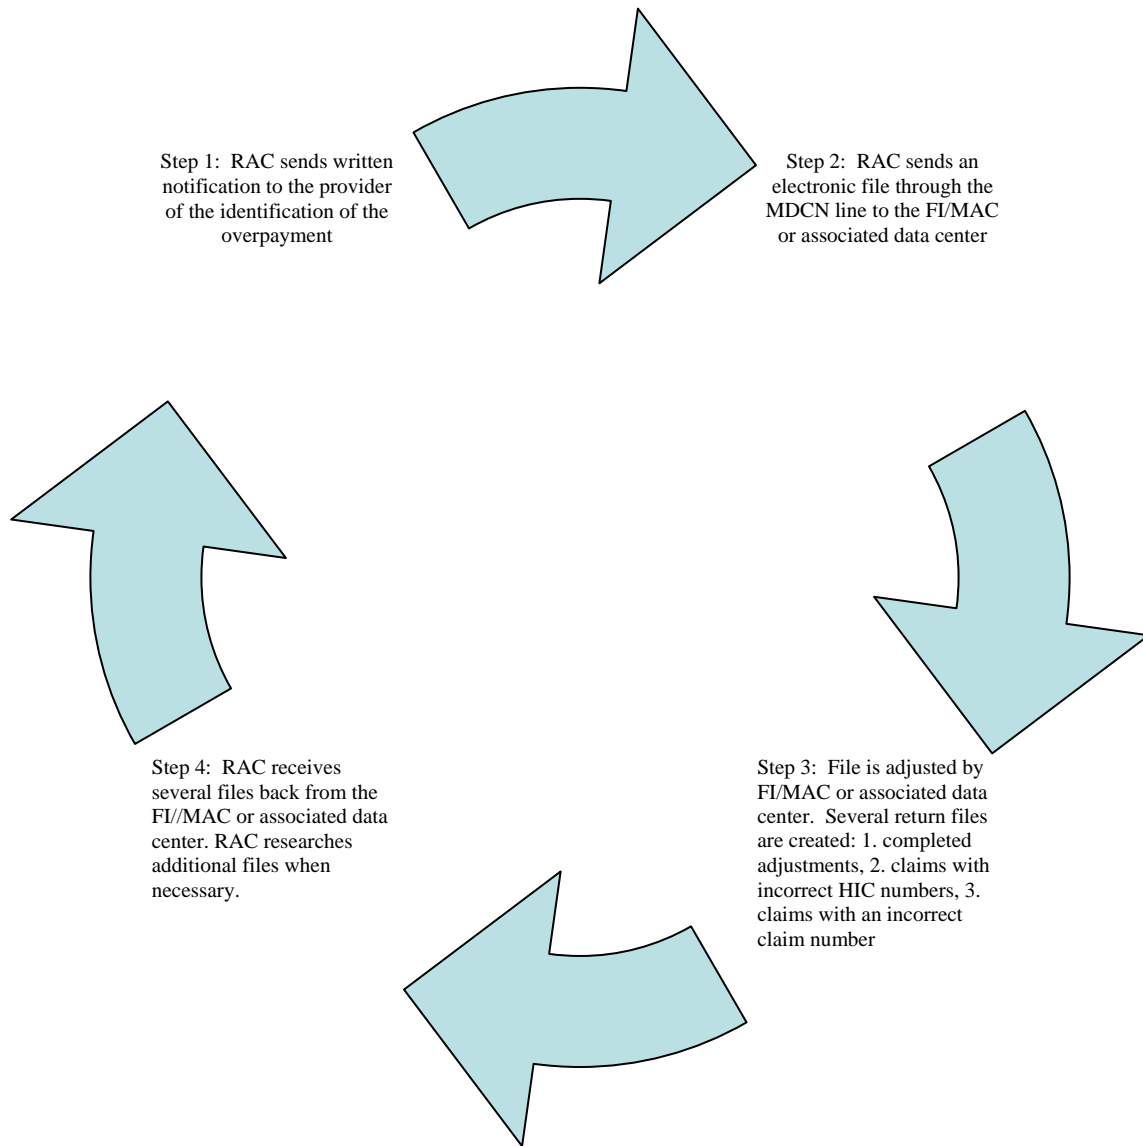 Step 1:  RAC sends written
notification to the provider
of the identification of the
overpayment
Step 2:  RAC sends an
electronic file through the
MDCN line to the FI/MAC
or associated data center
Step 3:  File is adjusted by
FI/MAC or associated data
center.  Several return files
are created: 1. completed
adjustments, 2. claims with
incorrect HIC numbers, 3.
claims with an incorrect
claim number
Step 4:  RAC receives
several files back from the
FI//MAC or associated data
center. RAC researches
additional files when
necessary.